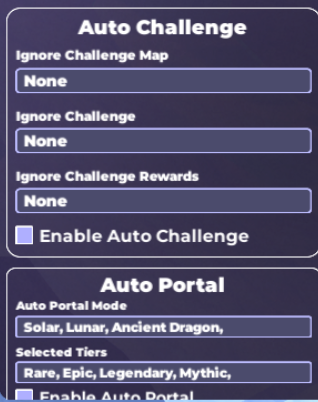 Auto Challenge
Ignore Challenge Map
None
Ignore Challenge
None
Ignore Challenge Rewards
None
Enable Auto Challenge
Auto Portal
Auto Portal Mode
Solar, Lunar, Ancient Dragon,
Selected Tiers
Rare, Epic, Legendary, Mythic,
Enable Auto Portal